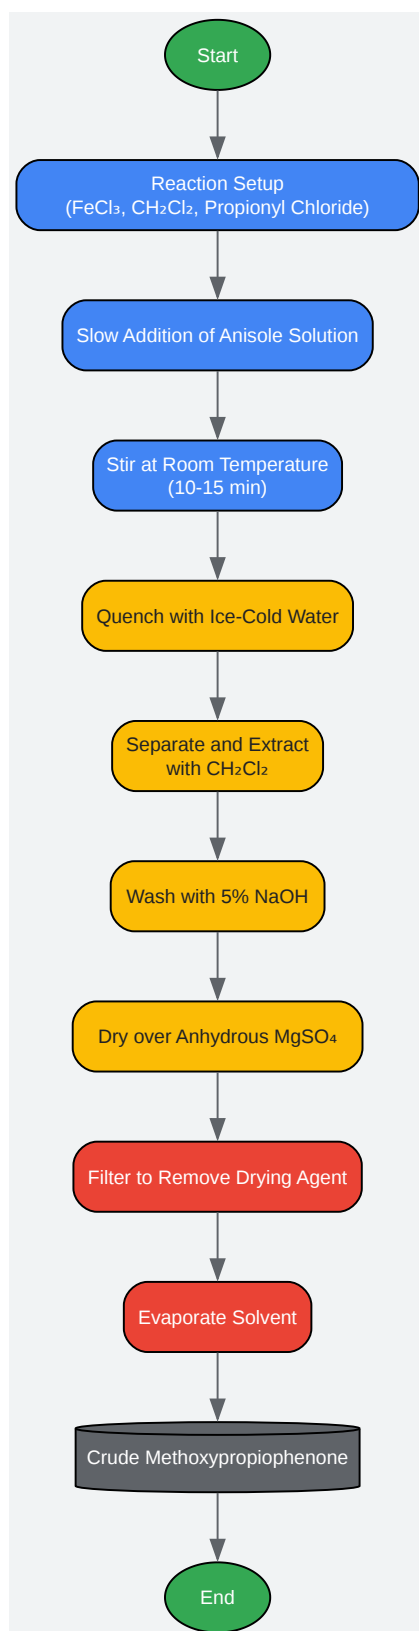 Start
Reaction Setup
(FeCl₃, CH₂Cl₂, Propionyl Chloride)
Slow Addition of Anisole Solution
Stir at Room Temperature
(10-15 min)
Quench with Ice-Cold Water
Separate and Extract
with CH₂Cl₂
Wash with 5% NaOH
Dry over Anhydrous MgSO₄
Filter to Remove Drying Agent
Evaporate Solvent
Crude Methoxypropiophenone
End